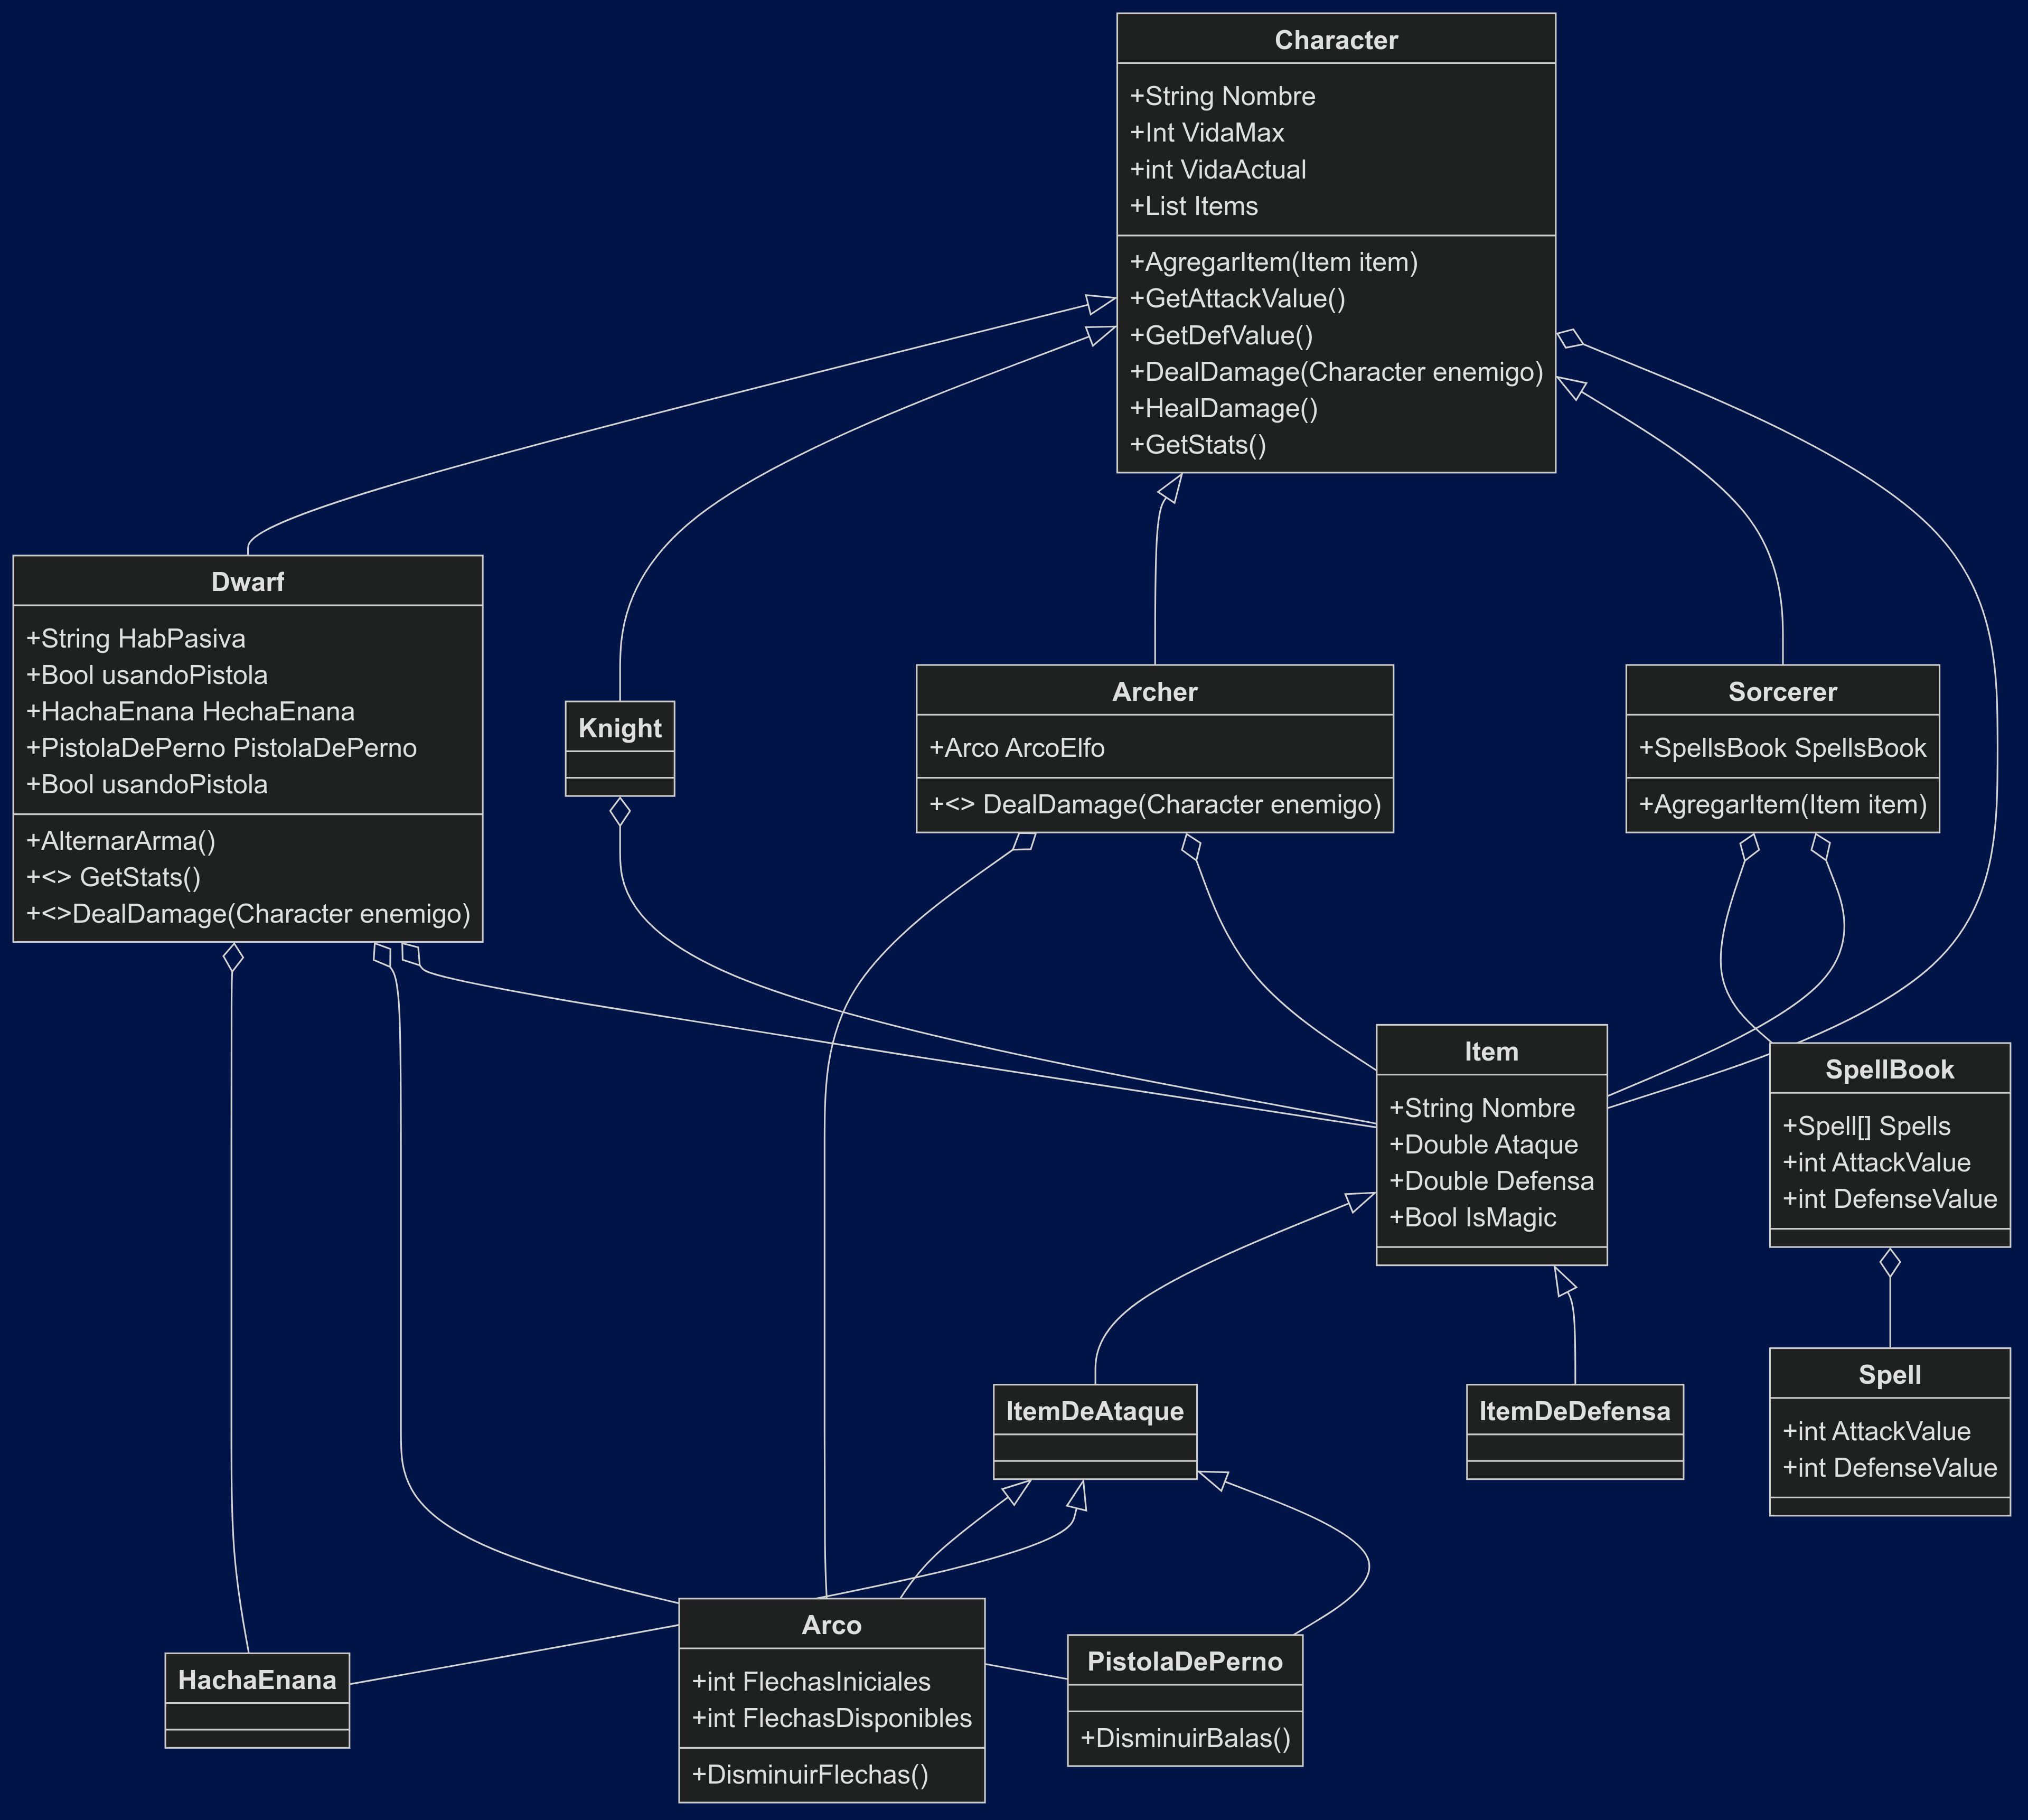 Character
+String Nombre
+Int VidaMax
+int VidaActual
+List Items
+AgregarItem(Item item)
+GetAttackValue()
+GetDefValue()
+DealDamage(Character enemigo)
+HealDamage()
+GetStats()
Dwarf
+String HabPasiva
+Bool usandoPistola
+HachaEnana HechaEnana
+PistolaDePerno PistolaDePerno
+Bool usandoPistola
+AlternarArma()
+<> GetStats()
+<>DealDamage(Character enemigo)
Knight
Archer
+Arco ArcoElfo
+<> DealDamage(Character enemigo)
Sorcerer
+SpellsBook SpellsBook
+AgregarItem(Item item)
Item
+String Nombre
+Double Ataque
+Double Defensa
+Bool IsMagic
SpellBook
+Spell[] Spells
+int AttackValue
+int DefenseValue
ItemDeAtaque
ItemDeDefensa
Spell
+int AttackValue
+int DefenseValue
HachaEnana
Arco
+int FlechasIniciales
+int FlechasDisponibles
+DisminuirFlechas()
PistolaDePerno
+DisminuirBalas()